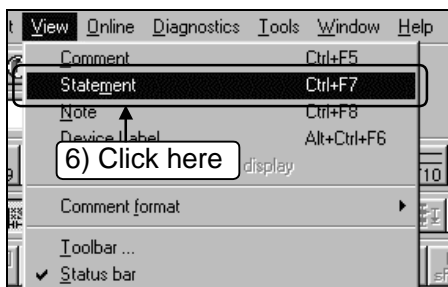 View Online Diagnostics Tools Window Help
Comment Ctrl+F5
Statement Ctrl+F7
Note Ctrl+F8
Device Label Alt+Ctrl+F6
6) Click here
display
Comment format
Toolbar ...
Status bar